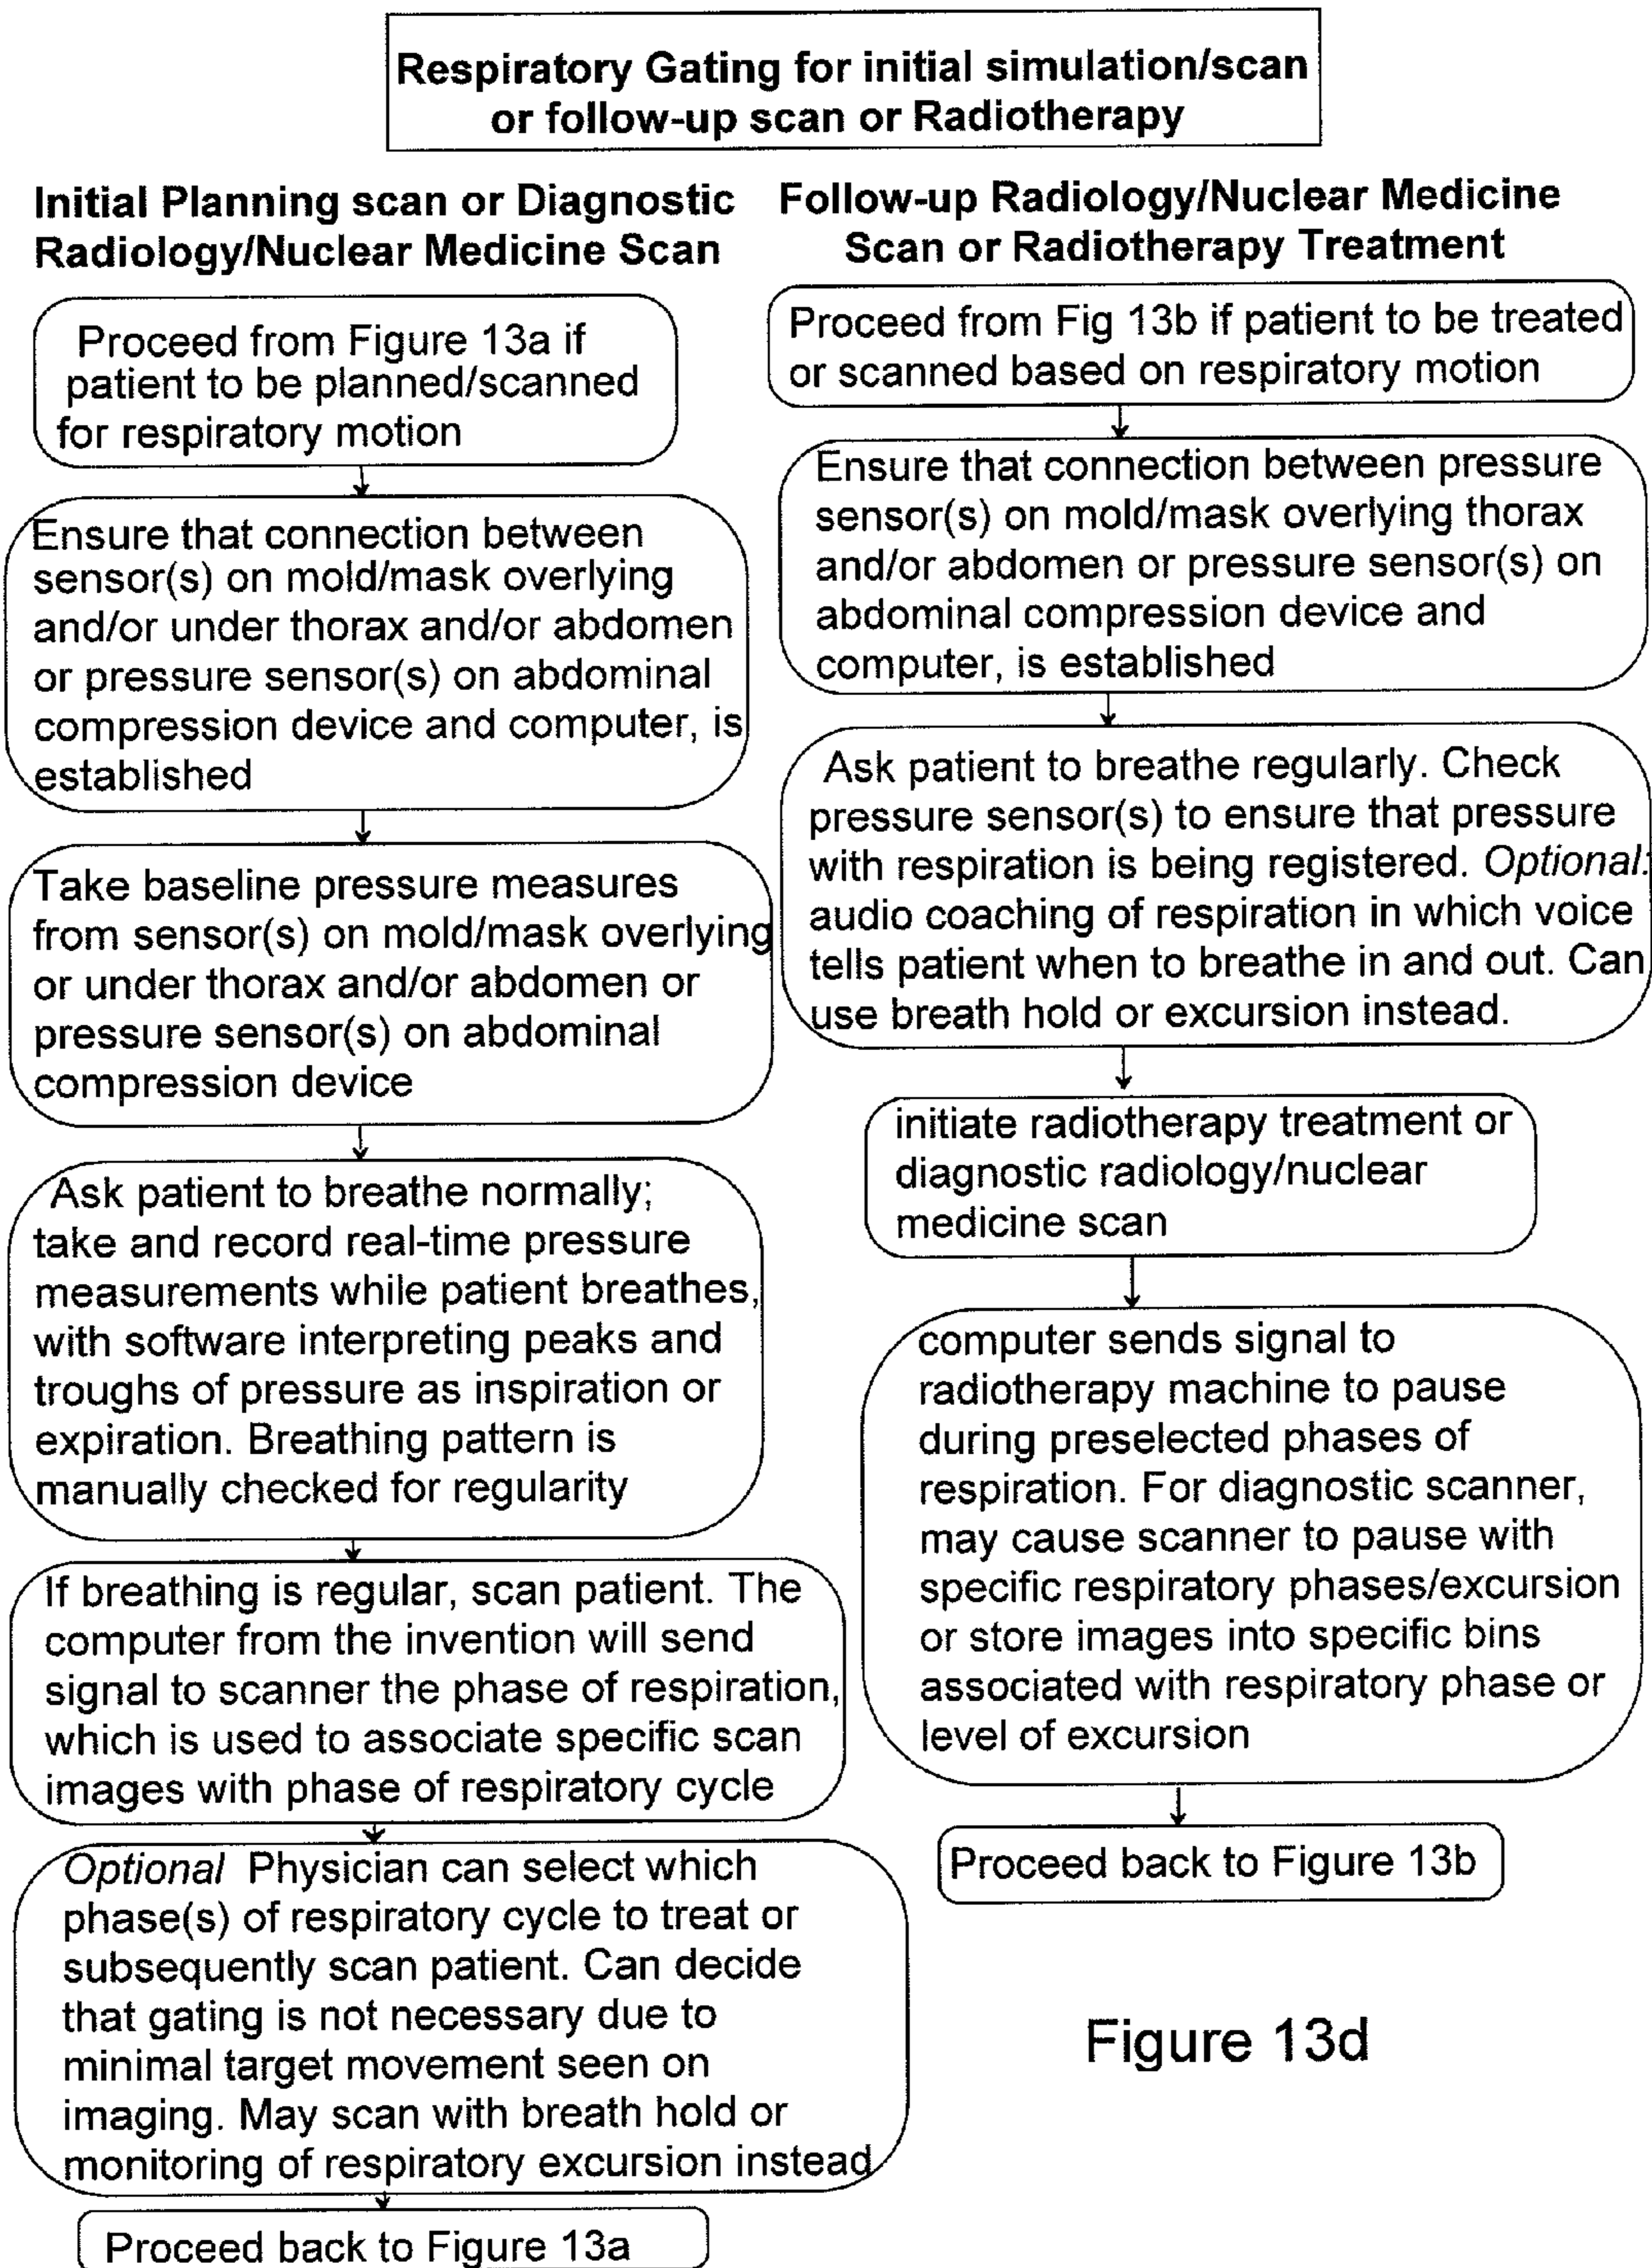 Respiratory Gating for initial simulation/scan
or follow-up scan or Radiotherapy
Initial Planning scan or Diagnostic
Radiology/Nuclear Medicine Scan
Proceed from Figure 13a if
patient to be planned/scanned
for respiratory motion
Ensure that connection between
sensor(s) on mold/mask overlying
and/or under thorax and/or abdomen
or pressure sensor(s) on abdominal
compression device and computer, is
established
Take baseline pressure measures
from sensor(s) on mold/mask overlying
or under thorax and/or abdomen or
pressure sensor(s) on abdominal
compression device
Ask patient to breathe normally;
take and record real-time pressure
measurements while patient breathes,
with software interpreting peaks and
troughs of pressure as inspiration or
expiration. Breathing pattern is
manually checked for regularity
If breathing is regular, scan patient. The
computer from the invention will send
signal to scanner the phase of respiration,
which is used to associate specific scan
images with phase of respiratory cycle
Optional Physician can select which
phase(s) of respiratory cycle to treat or
subsequently scan patient. Can decide
that gating is not necessary due to
minimal target movement seen on
imaging. May scan with breath hold or
monitoring of respiratory excursion instead
Proceed back to Figure 13a
Follow-up Radiology/Nuclear Medicine
Scan or Radiotherapy Treatment
Proceed from Fig 13b if patient to be treated
or scanned based on respiratory motion
Ensure that connection between pressure
sensor(s) on mold/mask overlying thorax
and/or abdomen or pressure sensor(s) on
abdominal compression device and
computer, is established
Ask patient to breathe regularly. Check
pressure sensor(s) to ensure that pressure
with respiration is being registered. Optional:
audio coaching of respiration in which voice
tells patient when to breathe in and out. Can
use breath hold or excursion instead.
initiate radiotherapy treatment or
diagnostic radiology/nuclear
medicine scan
computer sends signal to
radiotherapy machine to pause
during preselected phases of
respiration. For diagnostic scanner,
may cause scanner to pause with
specific respiratory phases/excursion
or store images into specific bins
associated with respiratory phase or
level of excursion
Proceed back to Figure 13b
Figure 13d